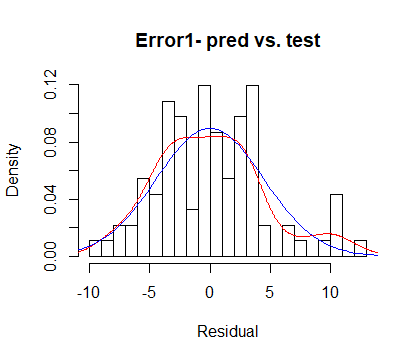 Error1- pred vs. test
Density
0.00 0.04 0.08 0.12
-10 -5 0 5 10
Residual